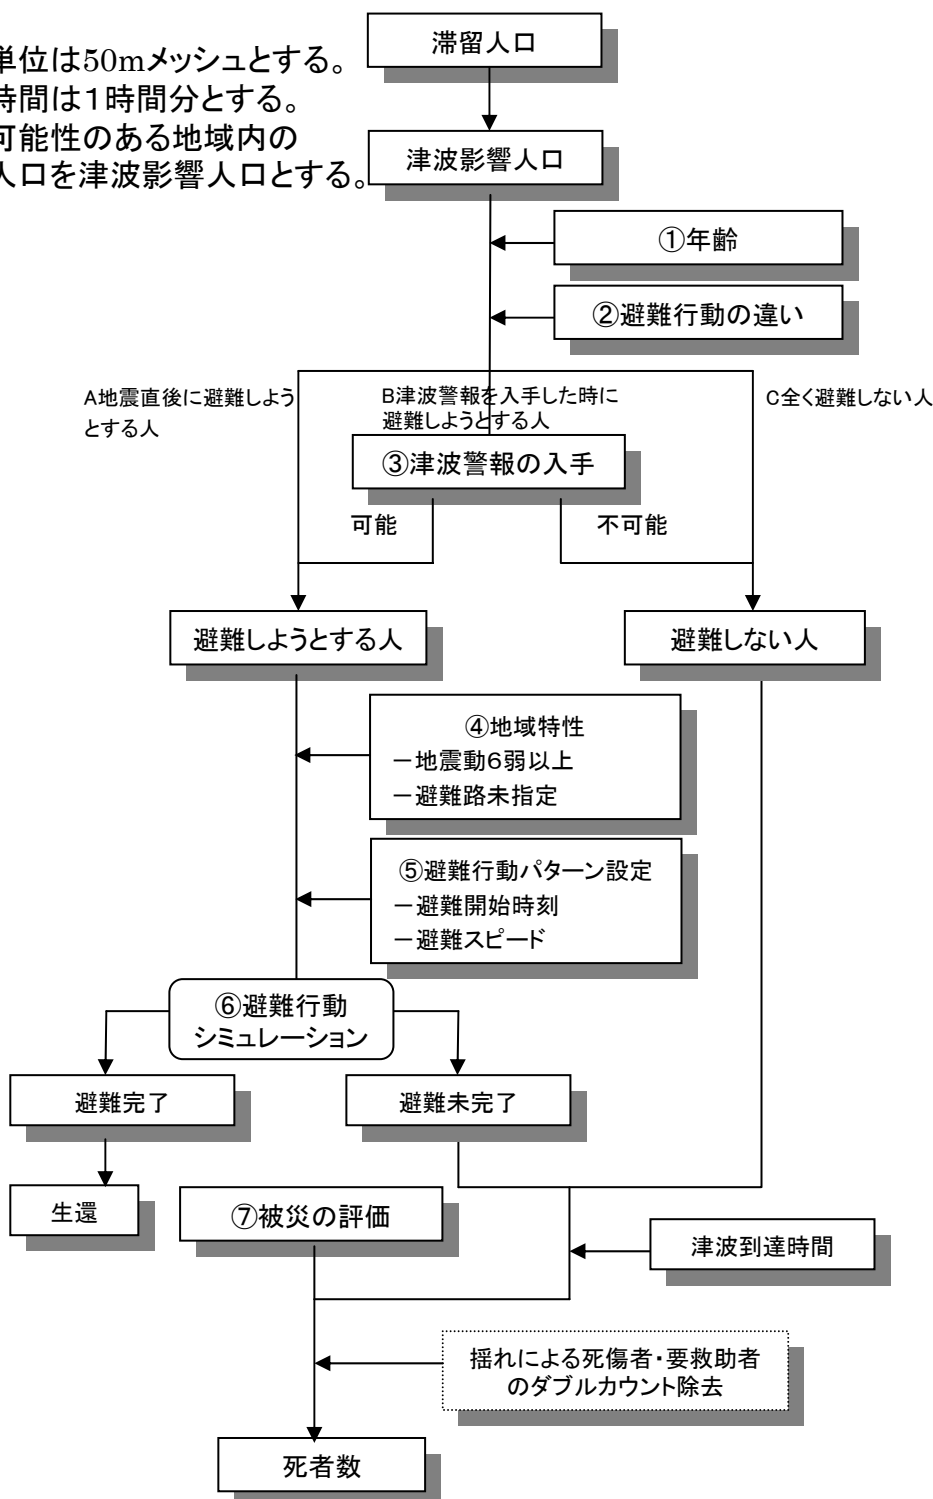 滞留人口
単位は50mメッシュとする。
時間は１時間分とする。
可能性のある地域内の
人口を津波影響人口とする。
津波影響人口
①年齢
②避難行動の違い
A地震直後に避難しよう
とする人
B津波警報を入手した時に
避難しようとする人
C全く避難しない人
③津波警報の入手
可能
不可能
避難しようとする人
避難しない人
④地域特性
－地震動６弱以上
－避難路未指定
⑤避難行動パターン設定
－避難開始時刻
－避難スピード
⑥避難行動
シミュレーション
避難完了
避難未完了
生還
⑦被災の評価
津波到達時間
揺れによる死傷者・要救助者
のダブルカウント除去
死者数